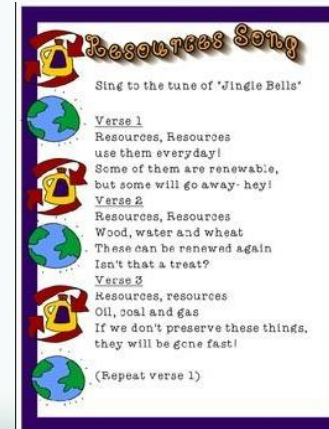 Resources Song
Sing to the tune of "Jingle Bells"
Verse 1
Resources, Resources
use them everyday!
Some of them are renewable,
but some will go away- hey!
Verse 2
Resources, Resources
Wood, water and wheat
These can be renewed again
Isn't that a treat?
Verse 3
Resources, resources
Oil, coal and gas
If we don't preserve these things,
they will be gone fast!
(Repeat verse 1)